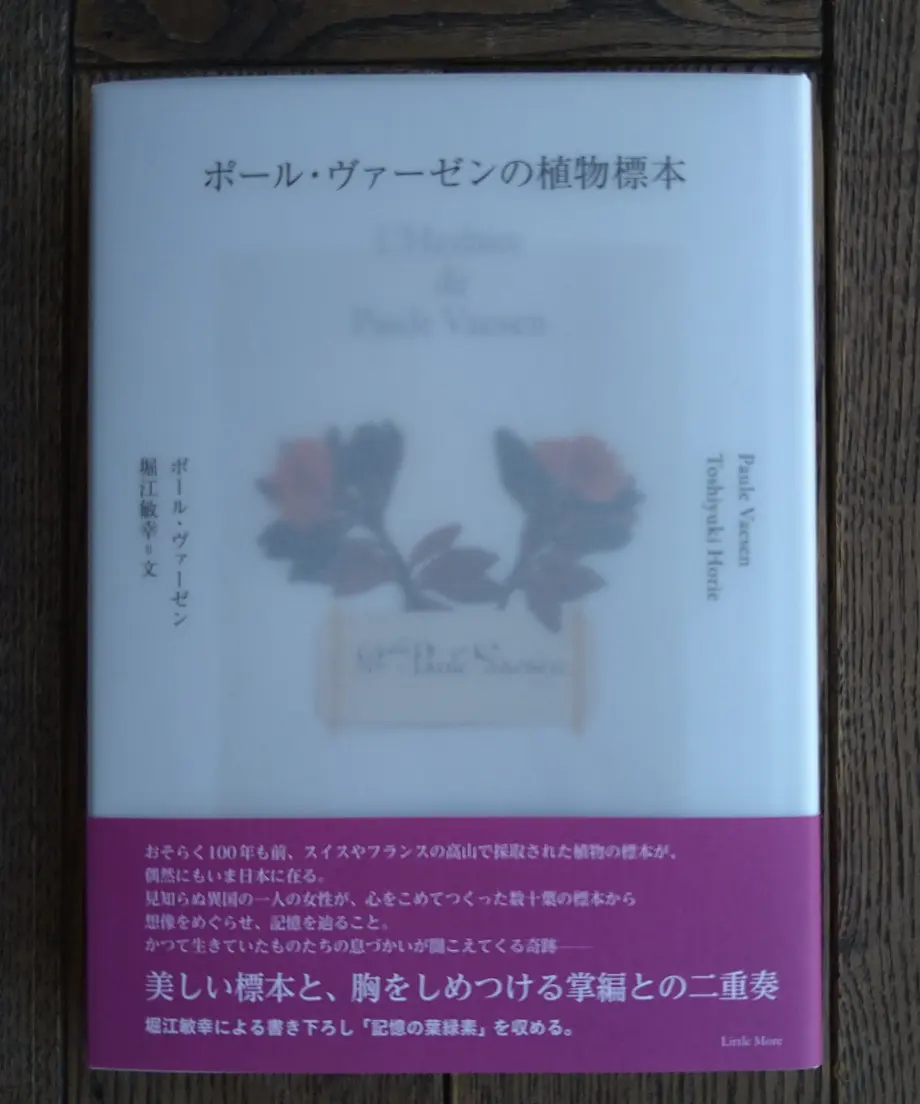 ポール・ヴァーゼンの植物標本
L'Herbier
de
Paule Vaesen
Paule Vaesen
Toshiyuki Horie
ポール・ヴァーゼン
堀江敏幸=文
Mlle Paule Vaesen
おそらく100年も前、スイスやフランスの高山で採取された植物の標本が、
偶然にもいま日本に在る。
見知らぬ異国の一人の女性が、心をこめてつくった数十葉の標本から
想像をめぐらせ、記憶を辿ること。
かつて生きていたものたちの息づかいが聞こえてくる奇跡――
美しい標本と、胸をしめつける掌編との二重奏
堀江敏幸による書き下ろし「記憶の葉緑素」を収める。
Little More